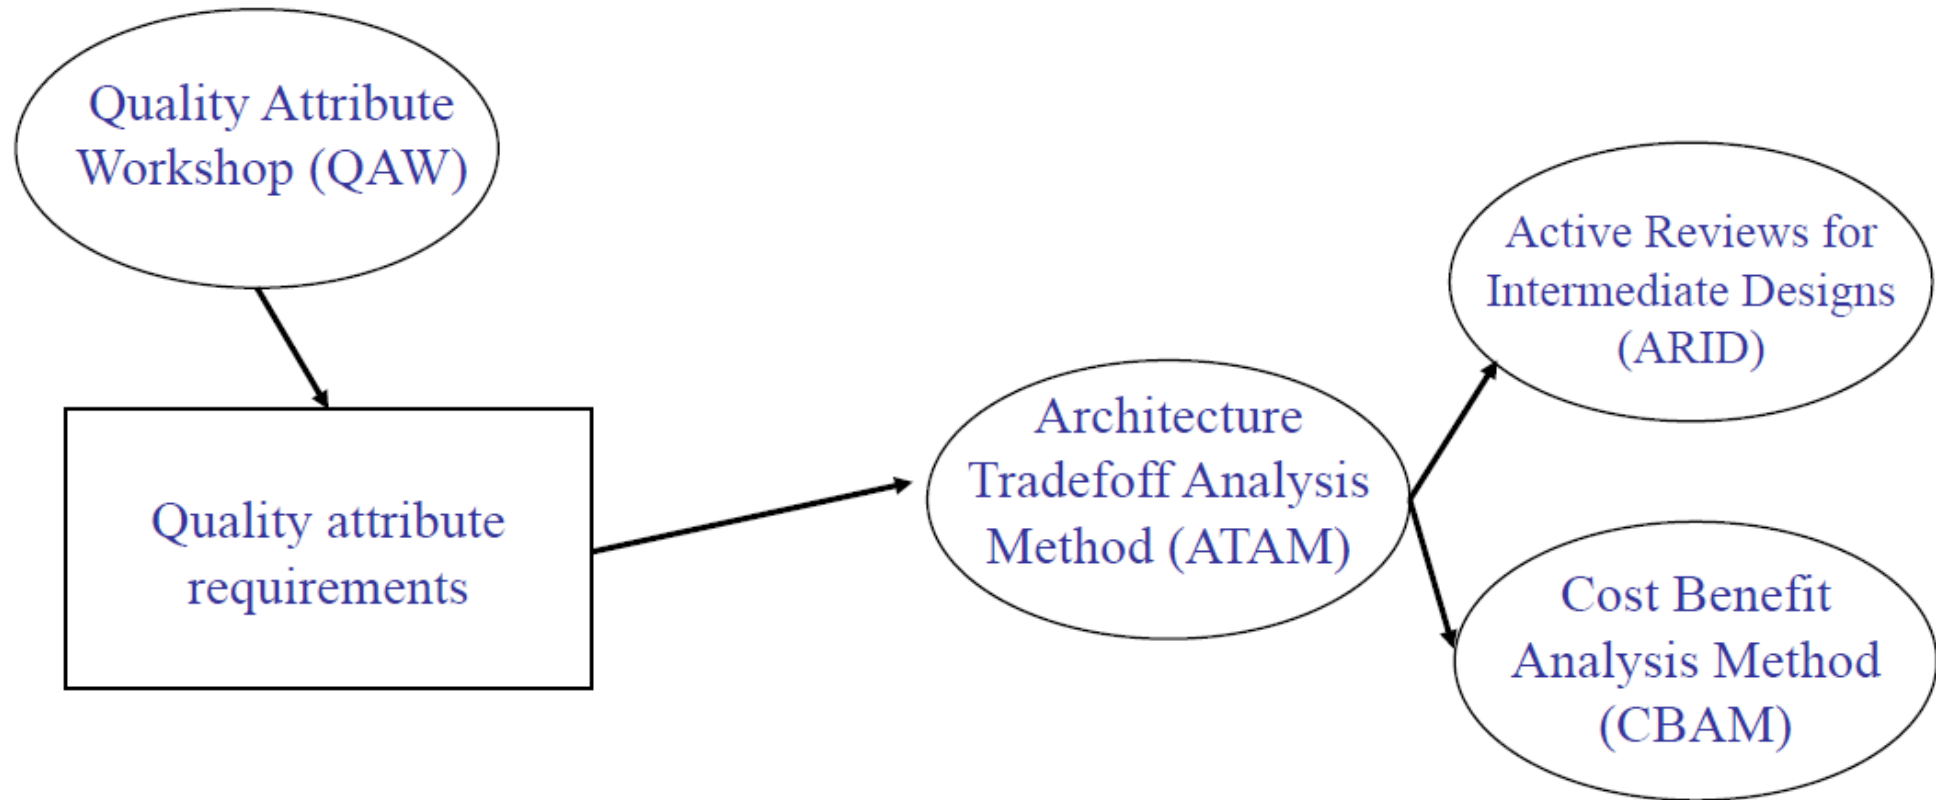 Quality Attribute
Workshop (QAW)
Quality attribute
requirements
Architecture
Tradefoff Analysis
Method (ATAM)
Active Reviews for
Intermediate Designs
(ARID)
Cost Benefit
Analysis Method
(CBAM)